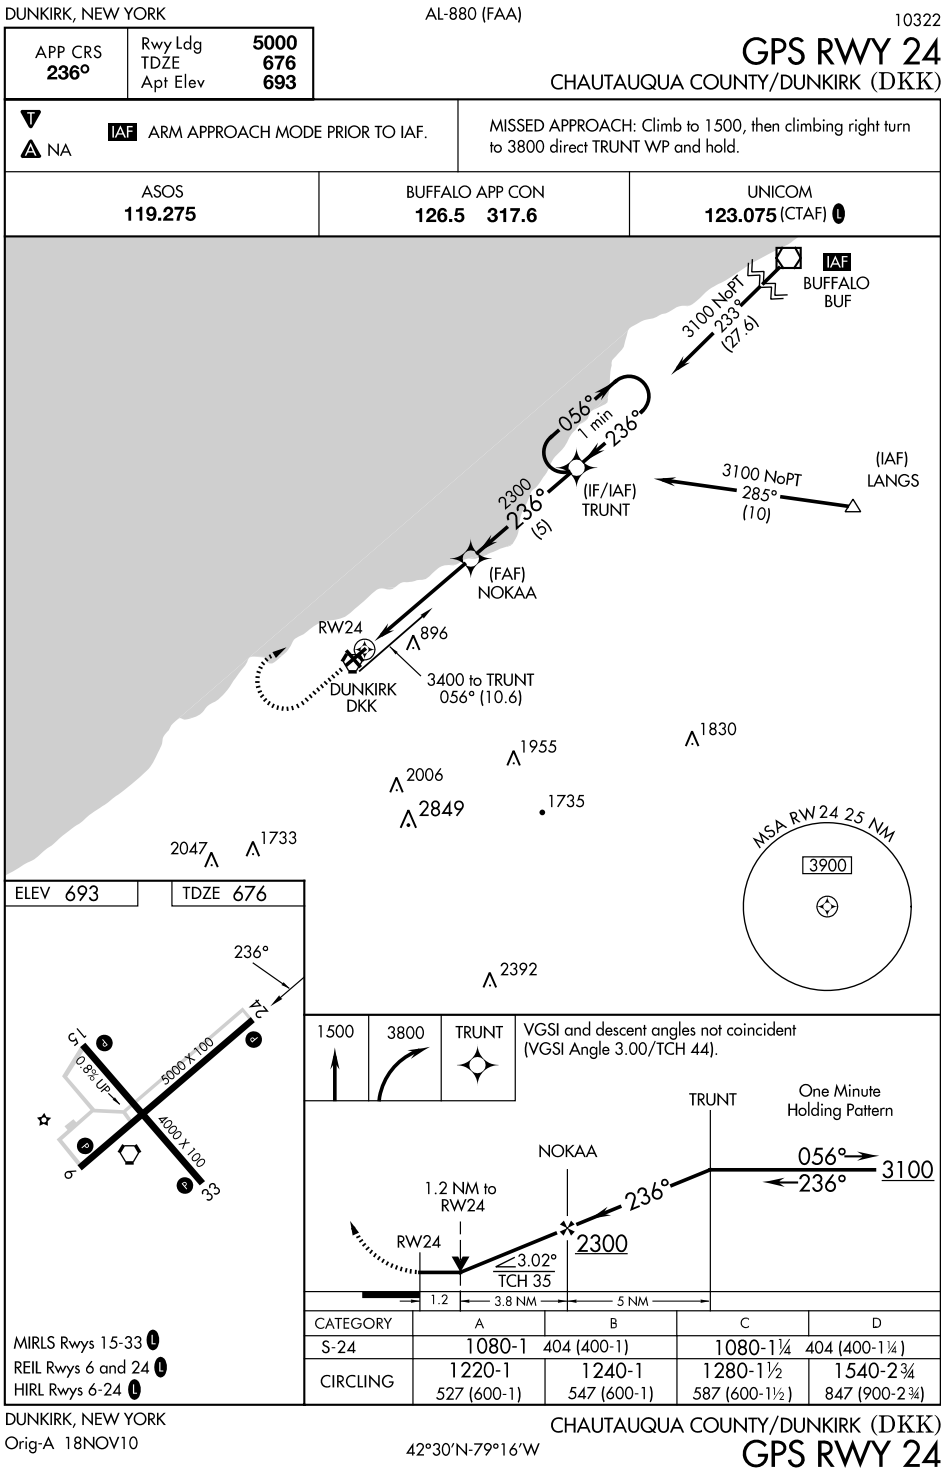 DUNKIRK, NEW YORK
AL-880 (FAA)
10322
APP CRS
236°
Rwy Ldg 5000
TDZE 676
Apt Elev 693
GPS RWY 24
CHAUTAUQUA COUNTY/DUNKIRK (DKK)
T
A NA
IAF ARM APPROACH MODE PRIOR TO IAF.
MISSED APPROACH: Climb to 1500, then climbing right turn
to 3800 direct TRUNT WP and hold.
ASOS
119.275
BUFFALO APP CON
126.5 317.6
UNICOM
123.075 (CTAF) L
IAF
BUFFALO
BUF
3100 NoPT
233°
(27.6)
056°
1 min
236°
(IF/IAF)
TRUNT
3100 NoPT
285°
(10)
(IAF)
LANGS
2300
236°
(5)
(FAF)
NOKAA
RW24
896
DUNKIRK
DKK
3400 to TRUNT
056° (10.6)
1830
1955
2006
2849
1735
1733
2047
2392
MSA RW24 25 NM
3900
ELEV 693
TDZE 676
236°
24
15
P
P
0.8% UP
5000 X 100
4000 X 100
P
6
P
33
MIRLS Rwys 15-33 L
REIL Rwys 6 and 24 L
HIRL Rwys 6-24 L
1500
3800
TRUNT
VGSI and descent angles not coincident
(VGSI Angle 3.00/TCH 44).
One Minute
Holding Pattern
TRUNT
NOKAA
056°
3100
236°
236°
1.2 NM to
RW24
RW24
2300
3.02°
TCH 35
1.2
3.8 NM
5 NM
CATEGORY A B C D
S-24 1080-1 404 (400-1) 1080-1¼ 404 (400-1¼)
CIRCLING
1220-1 1240-1 1280-1½ 1540-2¾
527 (600-1) 547 (600-1) 587 (600-1½) 847 (900-2¾)
DUNKIRK, NEW YORK
Orig-A 18NOV10
42°30'N-79°16'W
CHAUTAUQUA COUNTY/DUNKIRK (DKK)
GPS RWY 24